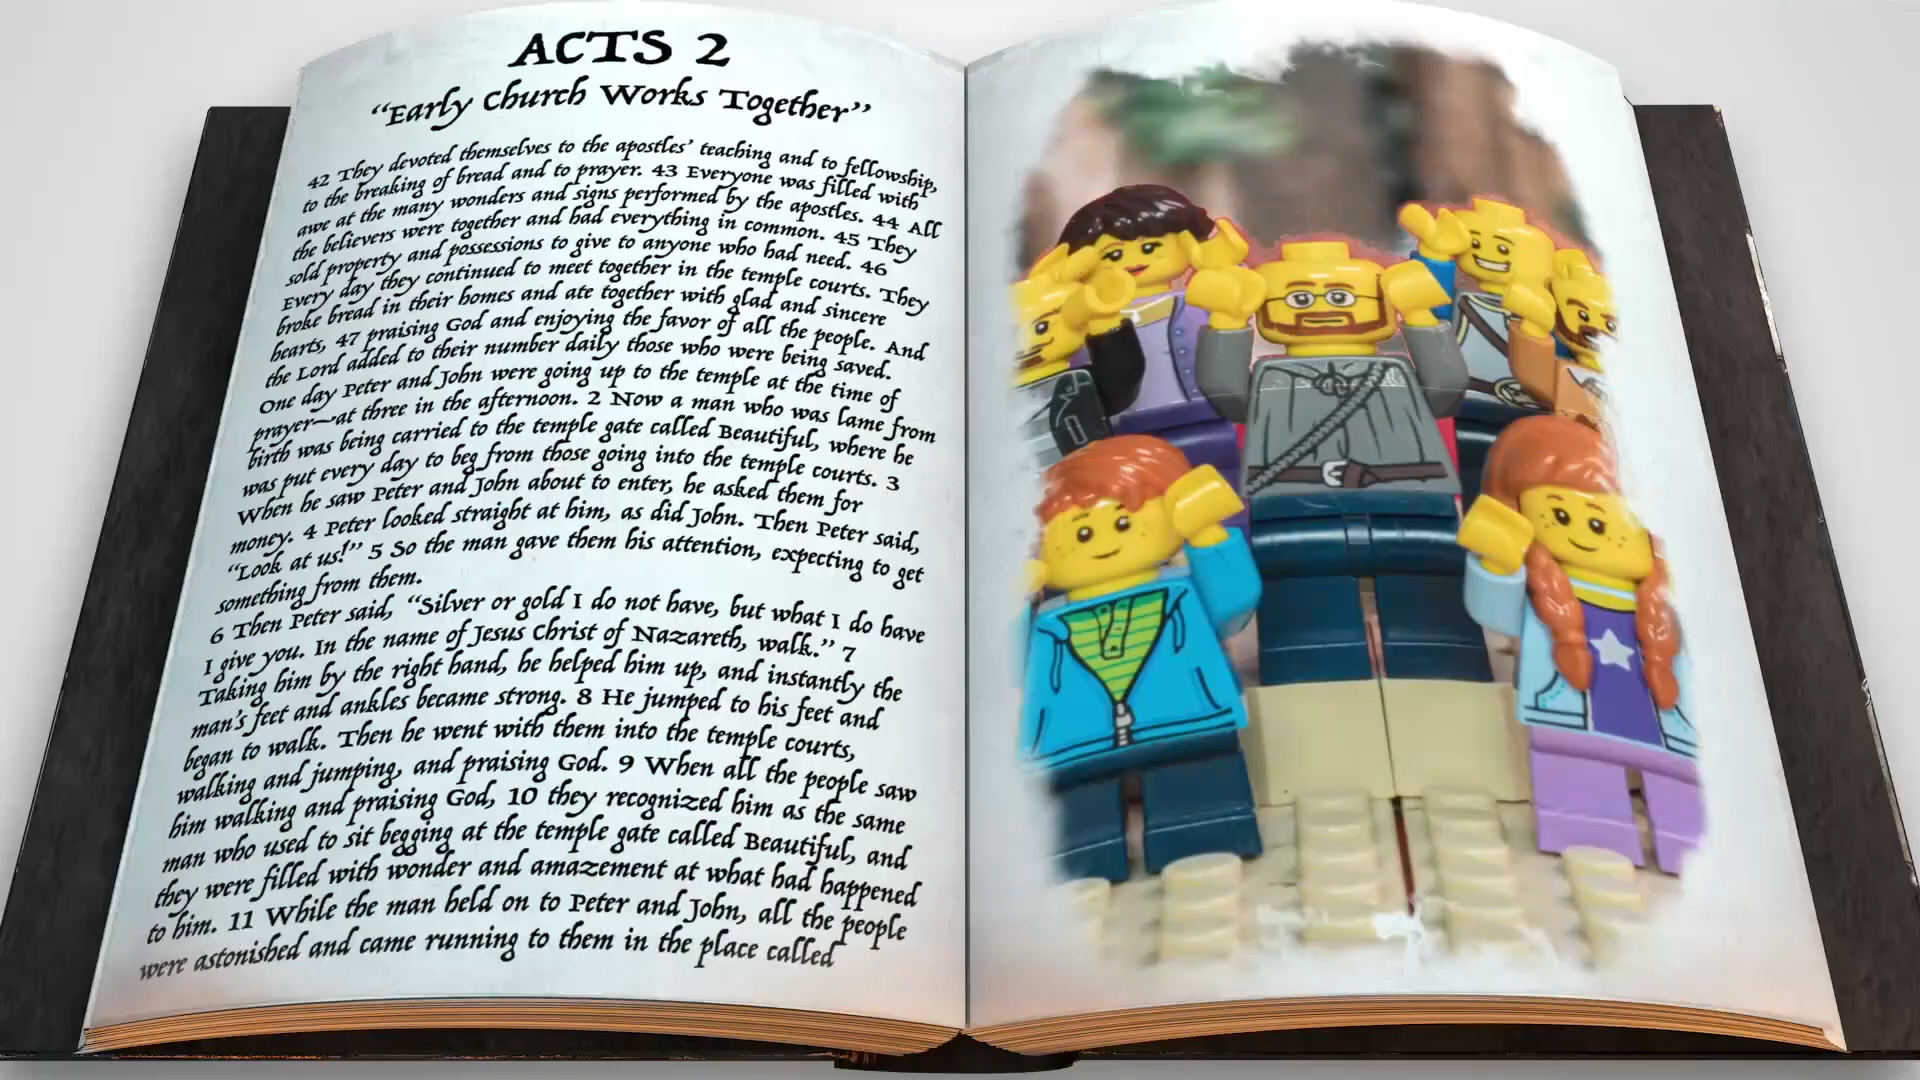 ACTS 2
“Early Church Works Together”
42 They devoted themselves to the apostles’ teaching and to fellowship,
to the breaking of bread and to prayer. 43 Everyone was filled with
awe at the many wonders and signs performed by the apostles. 44 All
the believers were together and had everything in common. 45 They
sold property and possessions to give to anyone who had need. 46
Every day they continued to meet together in the temple courts. They
broke bread in their homes and ate together with glad and sincere
hearts, 47 praising God and enjoying the favor of all the people. And
the Lord added to their number daily those who were being saved.
One day Peter and John were going up to the temple at the time of
prayer—at three in the afternoon. 2 Now a man who was lame from
birth was being carried to the temple gate called Beautiful, where he
was put every day to beg from those going into the temple courts. 3
When he saw Peter and John about to enter, he asked them for
money. 4 Peter looked straight at him, as did John. Then Peter said,
“Look at us!” 5 So the man gave them his attention, expecting to get
something from them.
6 Then Peter said, “Silver or gold I do not have, but what I do have
I give you. In the name of Jesus Christ of Nazareth, walk.” 7
Taking him by the right hand, he helped him up, and instantly the
man’s feet and ankles became strong. 8 He jumped to his feet and
began to walk. Then he went with them into the temple courts,
walking and jumping, and praising God. 9 When all the people saw
him walking and praising God, 10 they recognized him as the same
man who used to sit begging at the temple gate called Beautiful, and
they were filled with wonder and amazement at what had happened
to him. 11 While the man held on to Peter and John, all the people
were astonished and came running to them in the place called